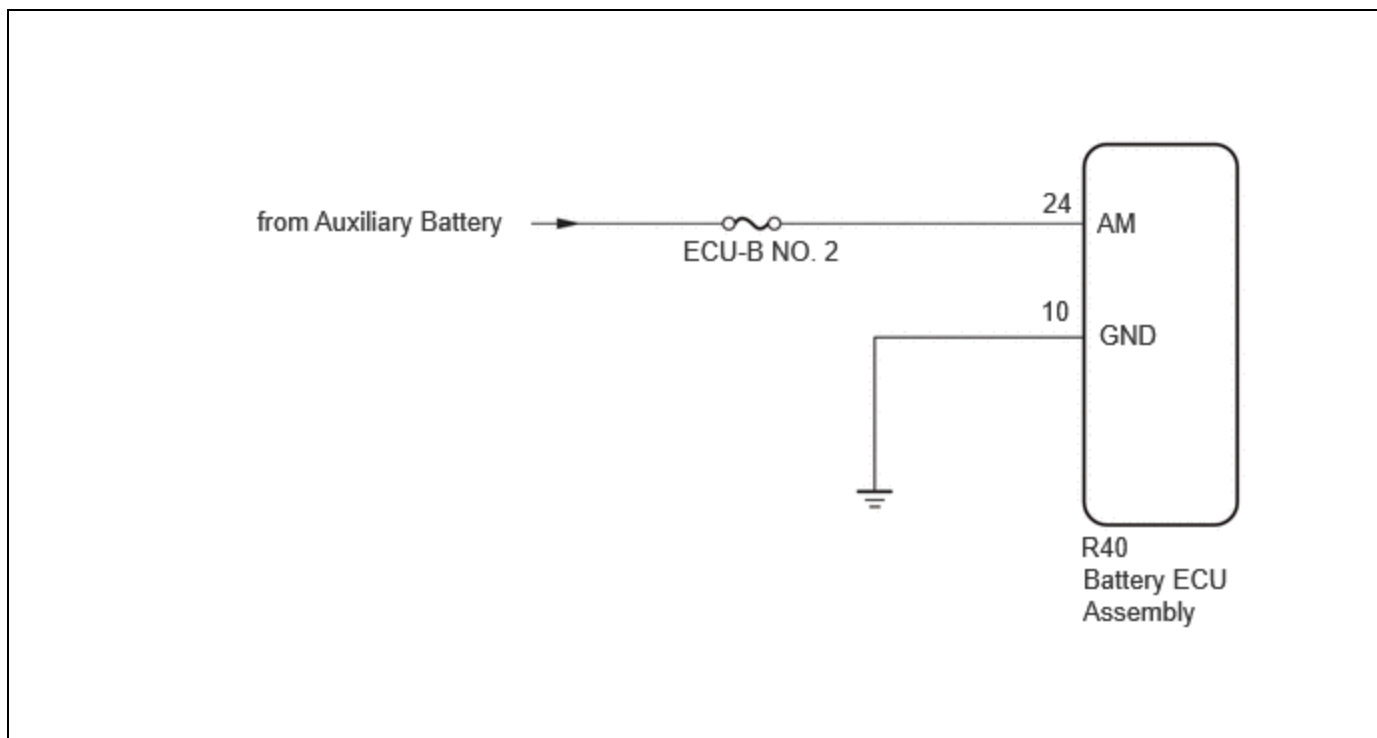 24
from Auxiliary Battery
AM
ECU-B NO. 2
10
GND
R40
Battery ECU
Assembly